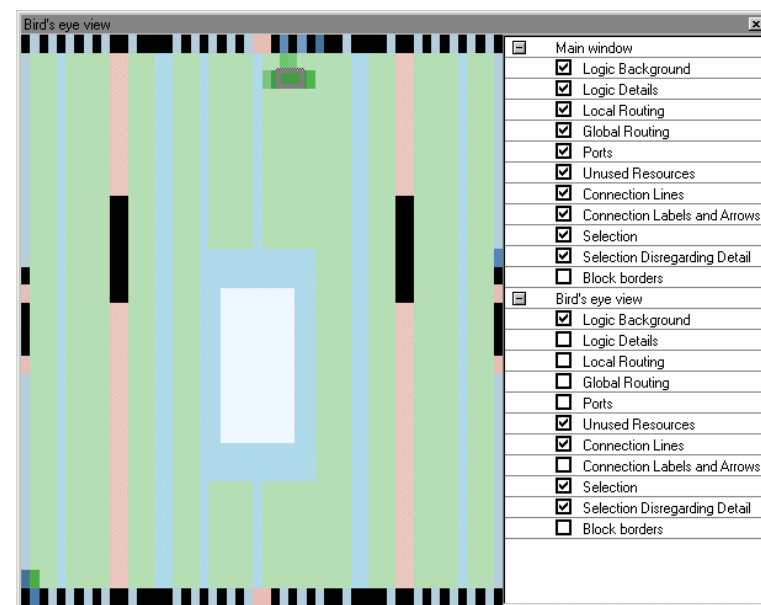 Bird's eye view
Main window
Logic Background
Logic Details
Local Routing
Global Routing
Ports
Unused Resources
Connection Lines
Connection Labels and Arrows
Selection
Selection Disregarding Detail
Block borders
Bird's eye view
Logic Background
Logic Details
Local Routing
Global Routing
Ports
Unused Resources
Connection Lines
Connection Labels and Arrows
Selection
Selection Disregarding Detail
Block borders